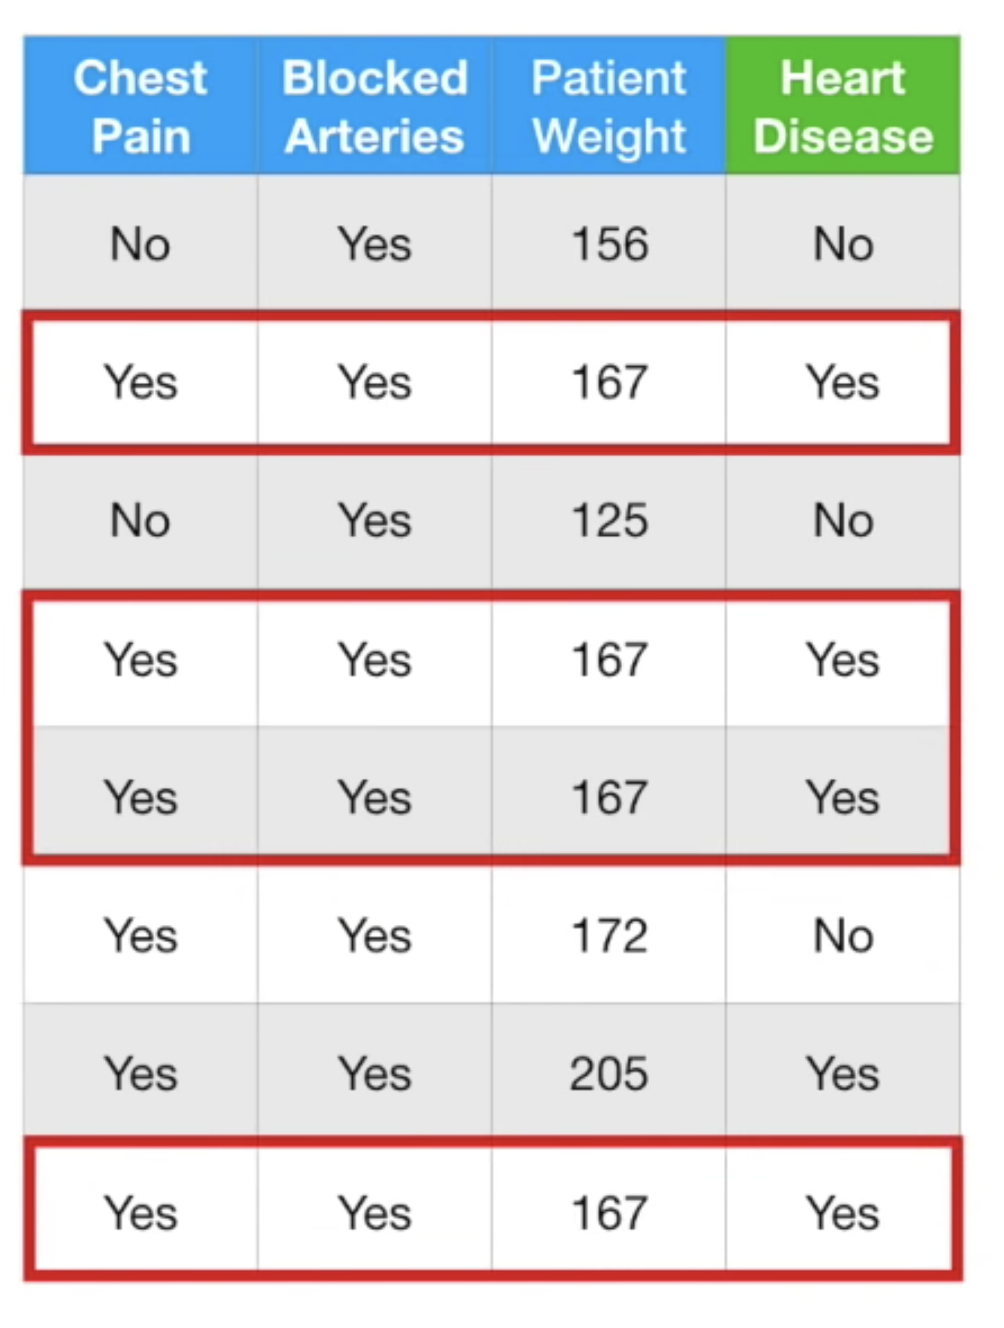 Chest Pain Blocked Arteries Patient Weight Heart Disease
No Yes 156 No
Yes Yes 167 Yes
No Yes 125 No
Yes Yes 167 Yes
Yes Yes 167 Yes
Yes Yes 172 No
Yes Yes 205 Yes
Yes Yes 167 Yes